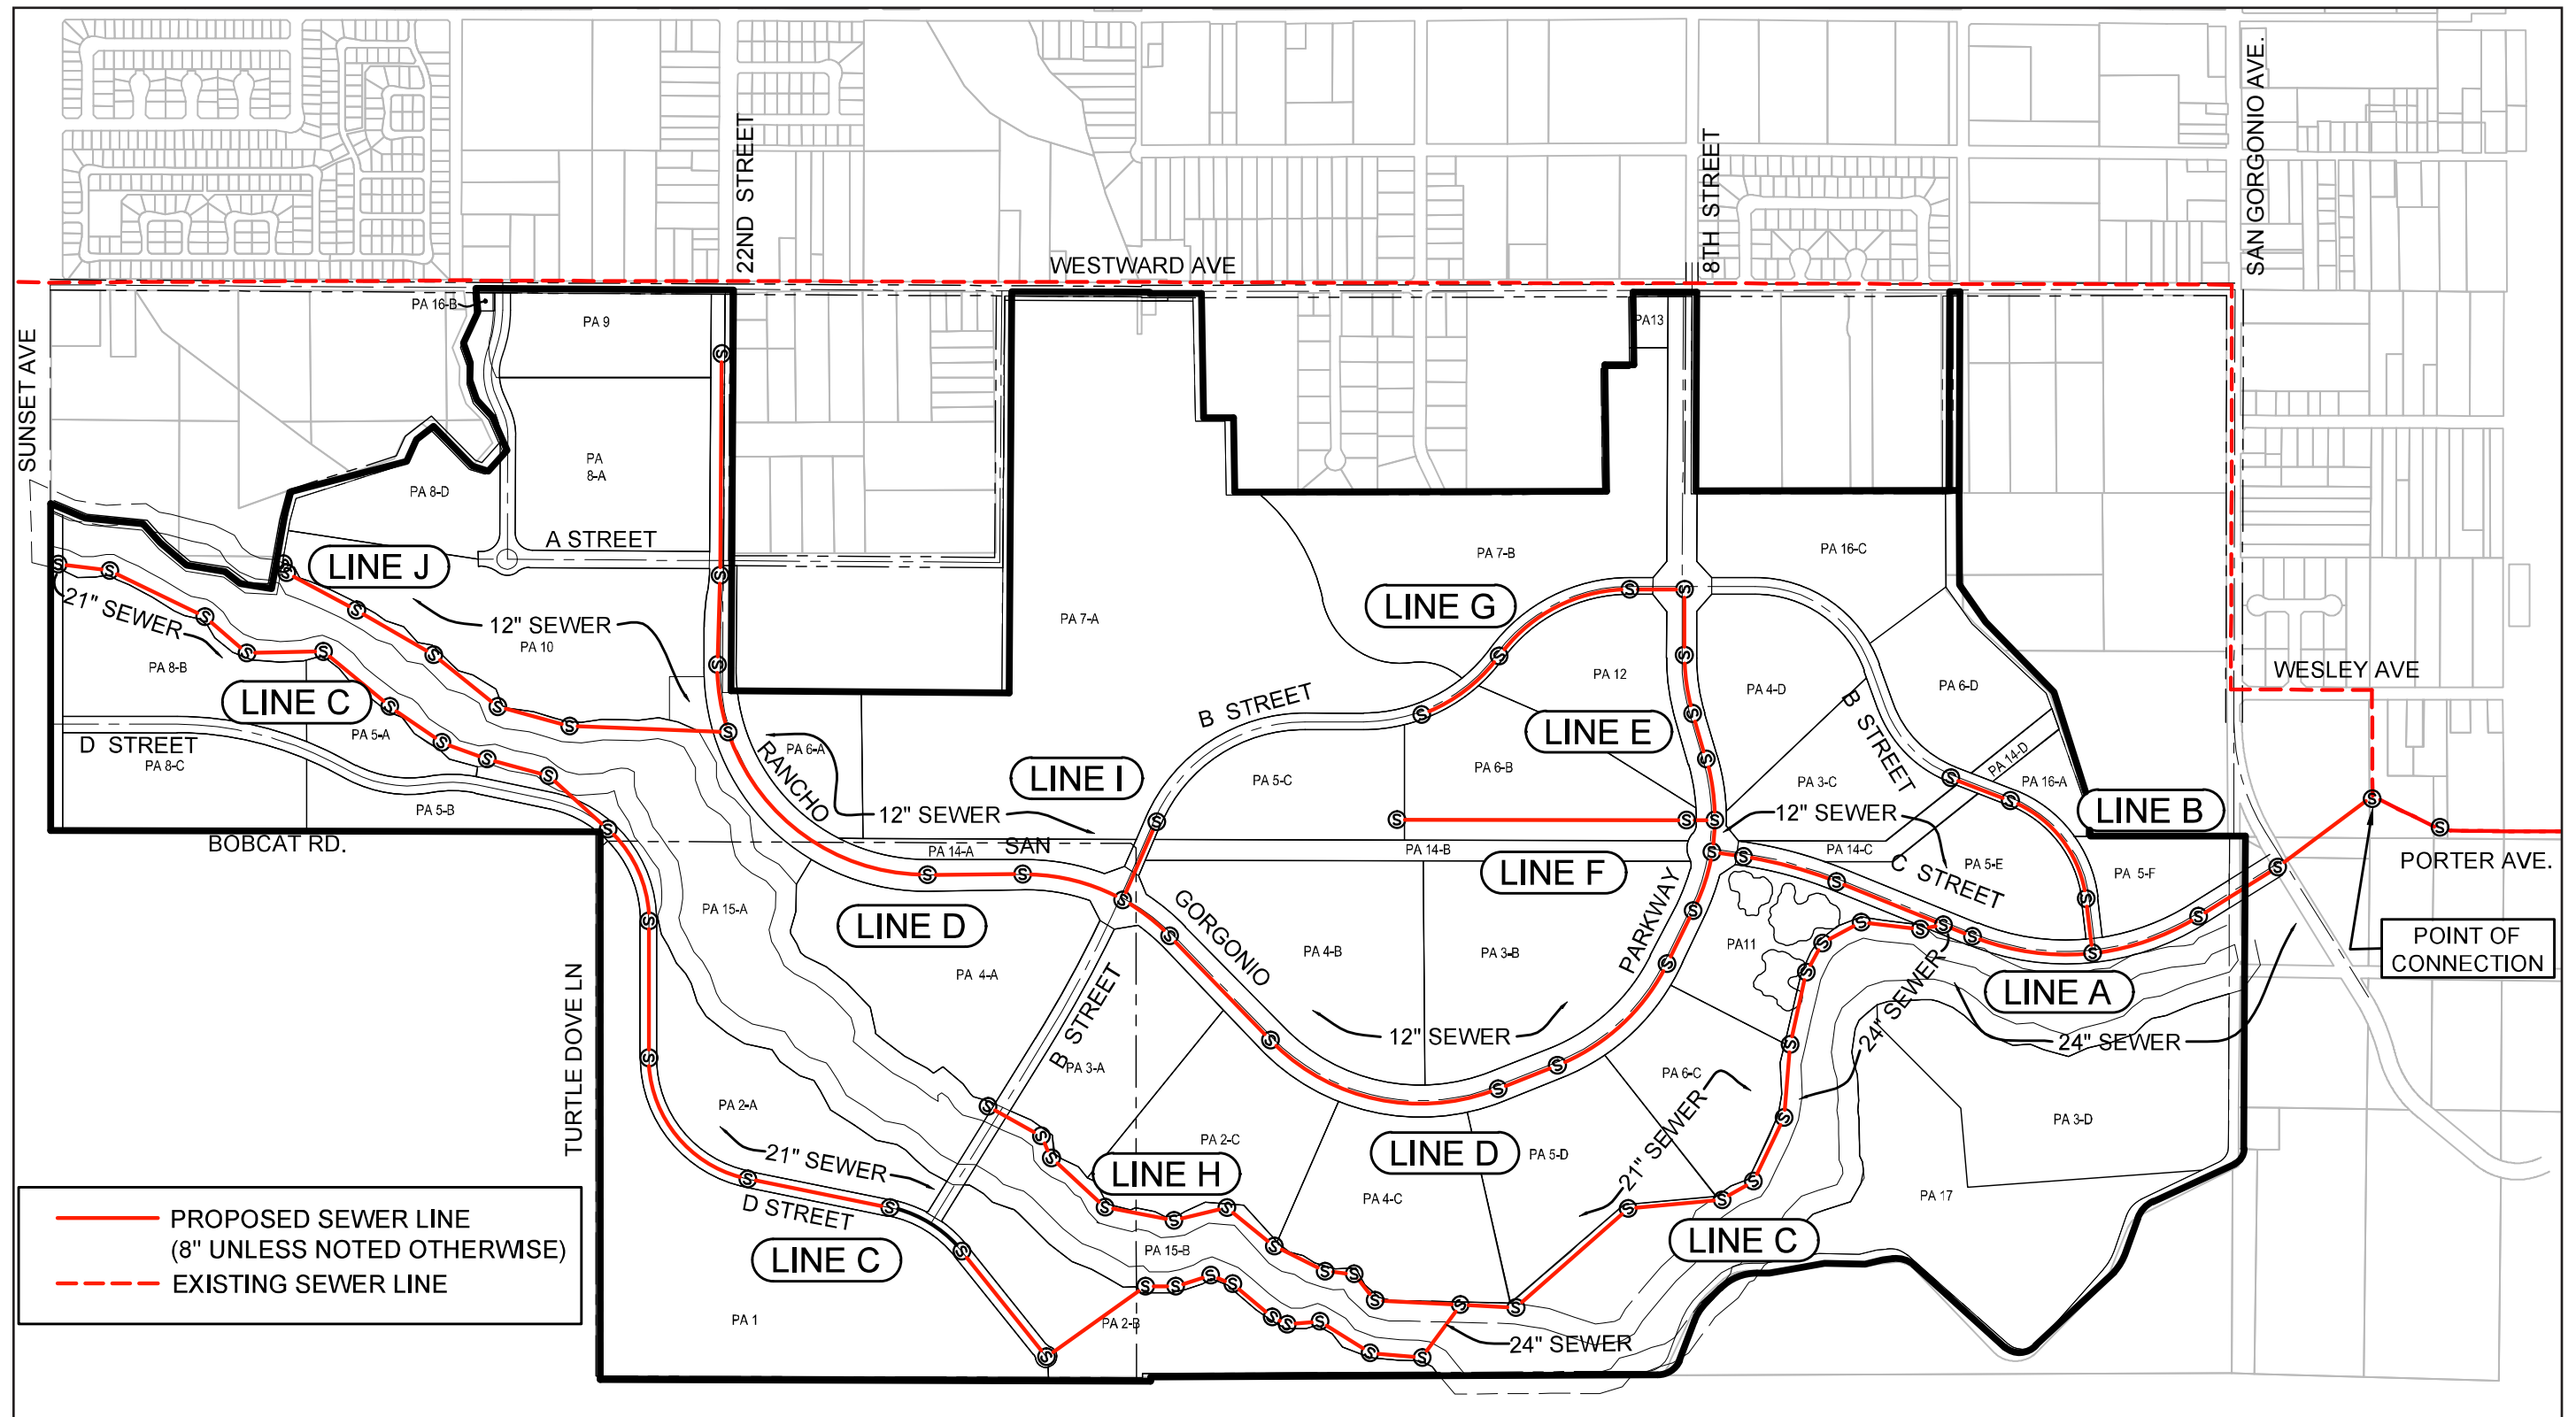 22ND STREET
8TH STREET
SAN GORGONIO AVE.
WESTWARD AVE
SUNSET AVE
PA 16-B
PA 9
PA13
PA
8-A
PA 8-D
A STREET
LINE J
21" SEWER
12" SEWER
PA 10
PA 8-B
LINE C
PA 5-A
D STREET
PA 8-C
PA 5-B
BOBCAT RD.
PA 7-A
PA 7-B
PA 16-C
LINE G
PA 12
PA 4-D
PA 6-D
WESLEY AVE
B STREET
LINE E
B STREET
PA 14-D
PA 6-A
RANCHO
LINE I
PA 5-C
PA 6-B
PA 3-C
PA 16-A
12" SEWER
12" SEWER
LINE B
SAN
PA 14-A
PA 14-B
PA 14-C
PA 5-E
PA 5-F
PORTER AVE.
LINE F
C STREET
PA 15-A
LINE D
GORGONIO
PARKWAY
PA11
POINT OF
CONNECTION
PA 4-A
PA 4-B
PA 3-B
LINE A
24" SEWER
24" SEWER
TURTLE DOVE LN
B STREET
PA 3-A
12" SEWER
PA 6-C
PA 2-A
PA 3-D
21" SEWER
PA 2-C
LINE D
PA 5-D
21" SEWER
LINE H
PA 4-C
PA 17
D STREET
LINE C
PA 15-B
LINE C
PA 1
PA 2-B
24" SEWER
PROPOSED SEWER LINE
(8" UNLESS NOTED OTHERWISE)
EXISTING SEWER LINE